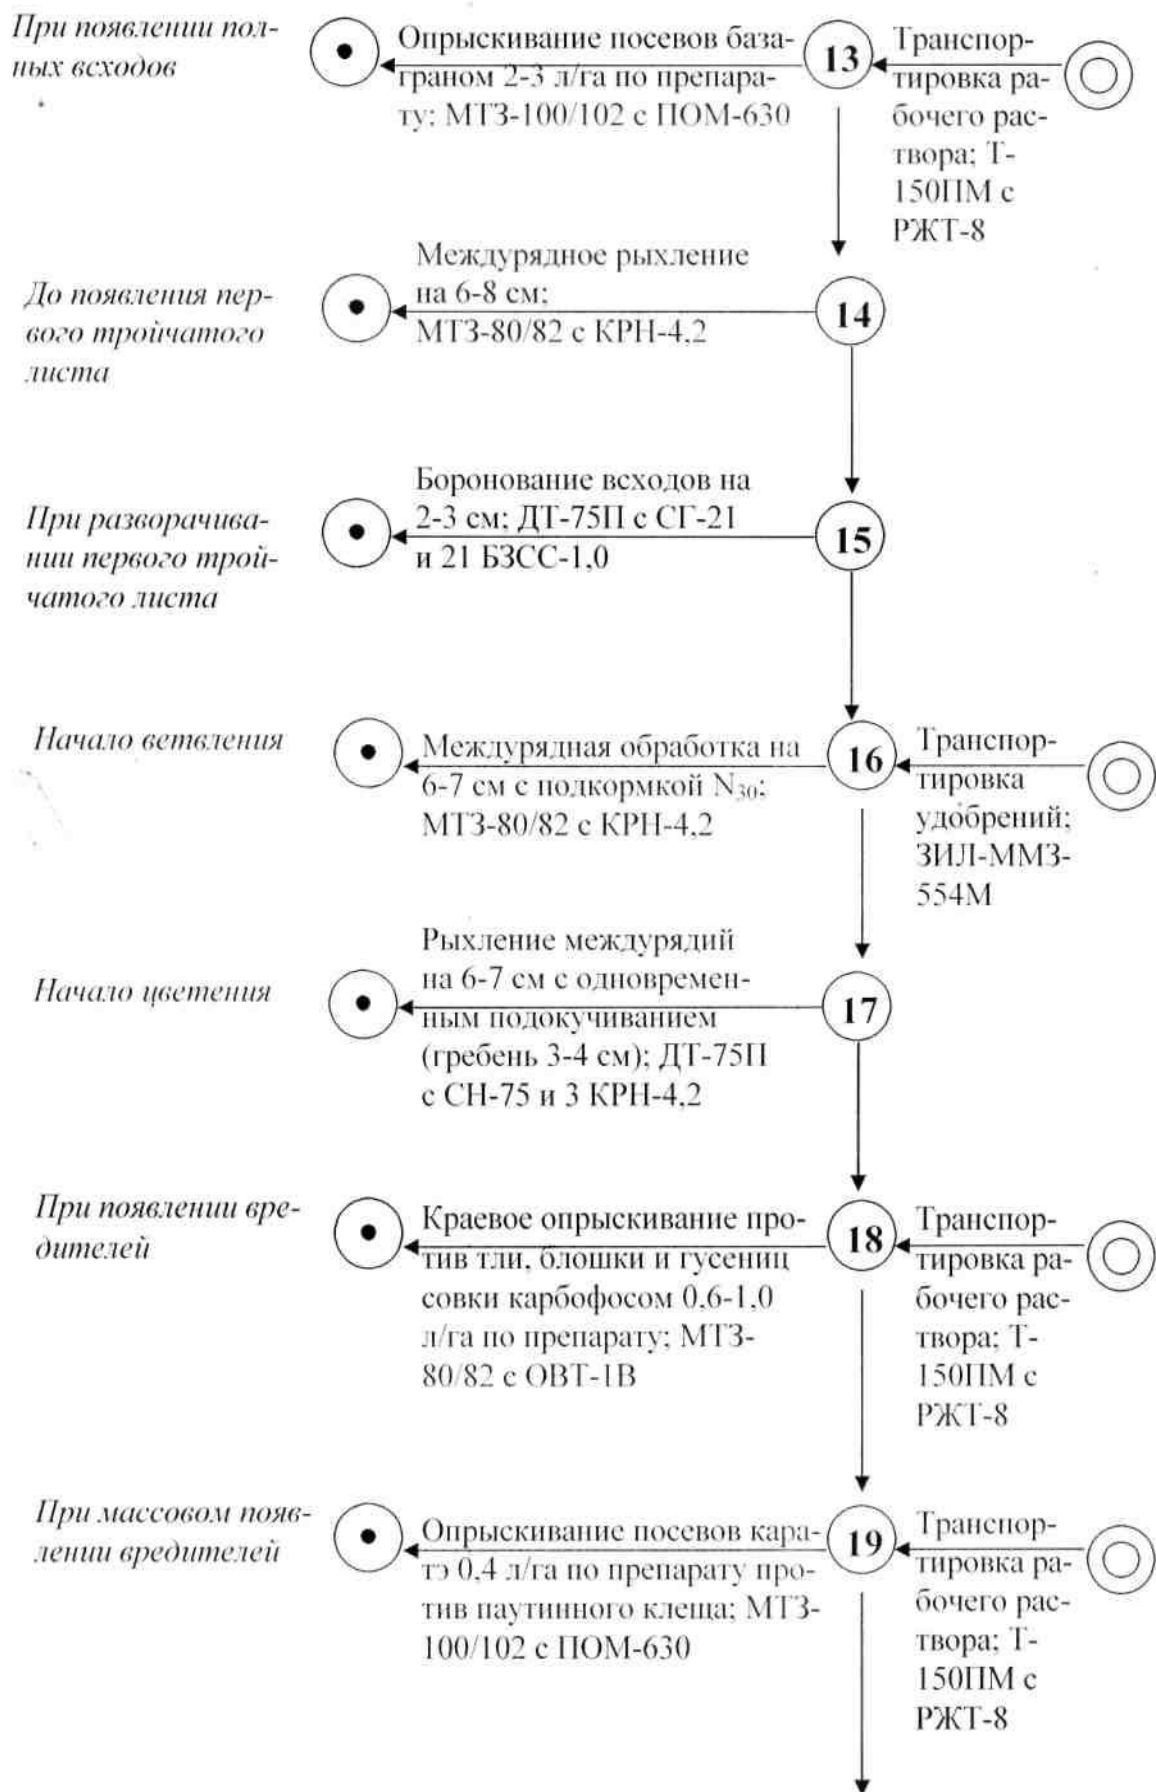 При появлении пол-
ных всходов
Опрыскивание посевов база-
граном 2-3 л/га по препара-
ту; МТЗ-100/102 с ПОМ-630
13
Транспор-
тировка ра-
бочего рас-
твора; Т-
150ПМ с
РЖТ-8
До появления пер-
вого тройчатого
листа
Междурядное рыхление
на 6-8 см;
МТЗ-80/82 с КРН-4,2
14
При разворачива-
нии первого трой-
чатого листа
Боронование всходов на
2-3 см; ДТ-75П с СГ-21
и 21 БЗСС-1,0
15
Начало ветвления
Междурядная обработка на
6-7 см с подкормкой N₃₀;
МТЗ-80/82 с КРН-4,2
16
Транспор-
тировка
удобрений;
ЗИЛ-ММЗ-
554М
Начало цветения
Рыхление междурядий
на 6-7 см с одновремен-
ным подокучиванием
(гребень 3-4 см); ДТ-75П
с СН-75 и 3 КРН-4,2
17
При появлении вре-
дителей
Краевое опрыскивание про-
тив тли, блошки и гусениц
совки карбофосом 0,6-1,0
л/га по препарату; МТЗ-
80/82 с ОВТ-1В
18
Транспор-
тировка ра-
бочего рас-
твора; Т-
150ПМ с
РЖТ-8
При массовом появ-
лении вредителей
Опрыскивание посевов кара-
тэ 0,4 л/га по препарату про-
тив паутинного клеща; МТЗ-
100/102 с ПОМ-630
19
Транспор-
тировка ра-
бочего рас-
твора; Т-
150ПМ с
РЖТ-8